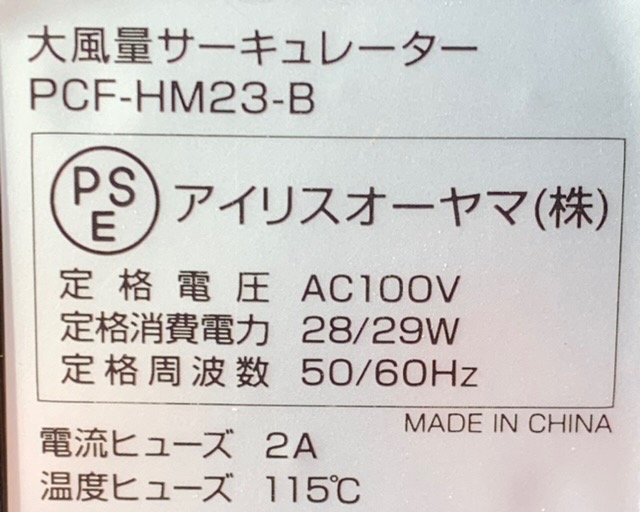 大風量サーキュレーター
PCF-HM23-B
PS
E
アイリスオーヤマ(株)
定格電圧 AC100V
定格消費電力 28/29W
定格周波数 50/60Hz
MADE IN CHINA
電流ヒューズ 2A
温度ヒューズ 115℃